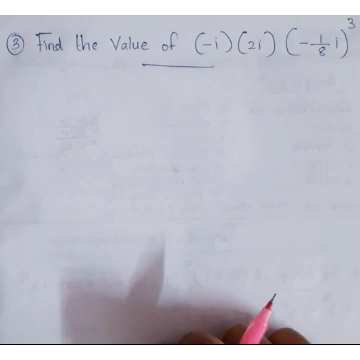 ③ Find the Value of (-i)(2i)(-1/8 i)³